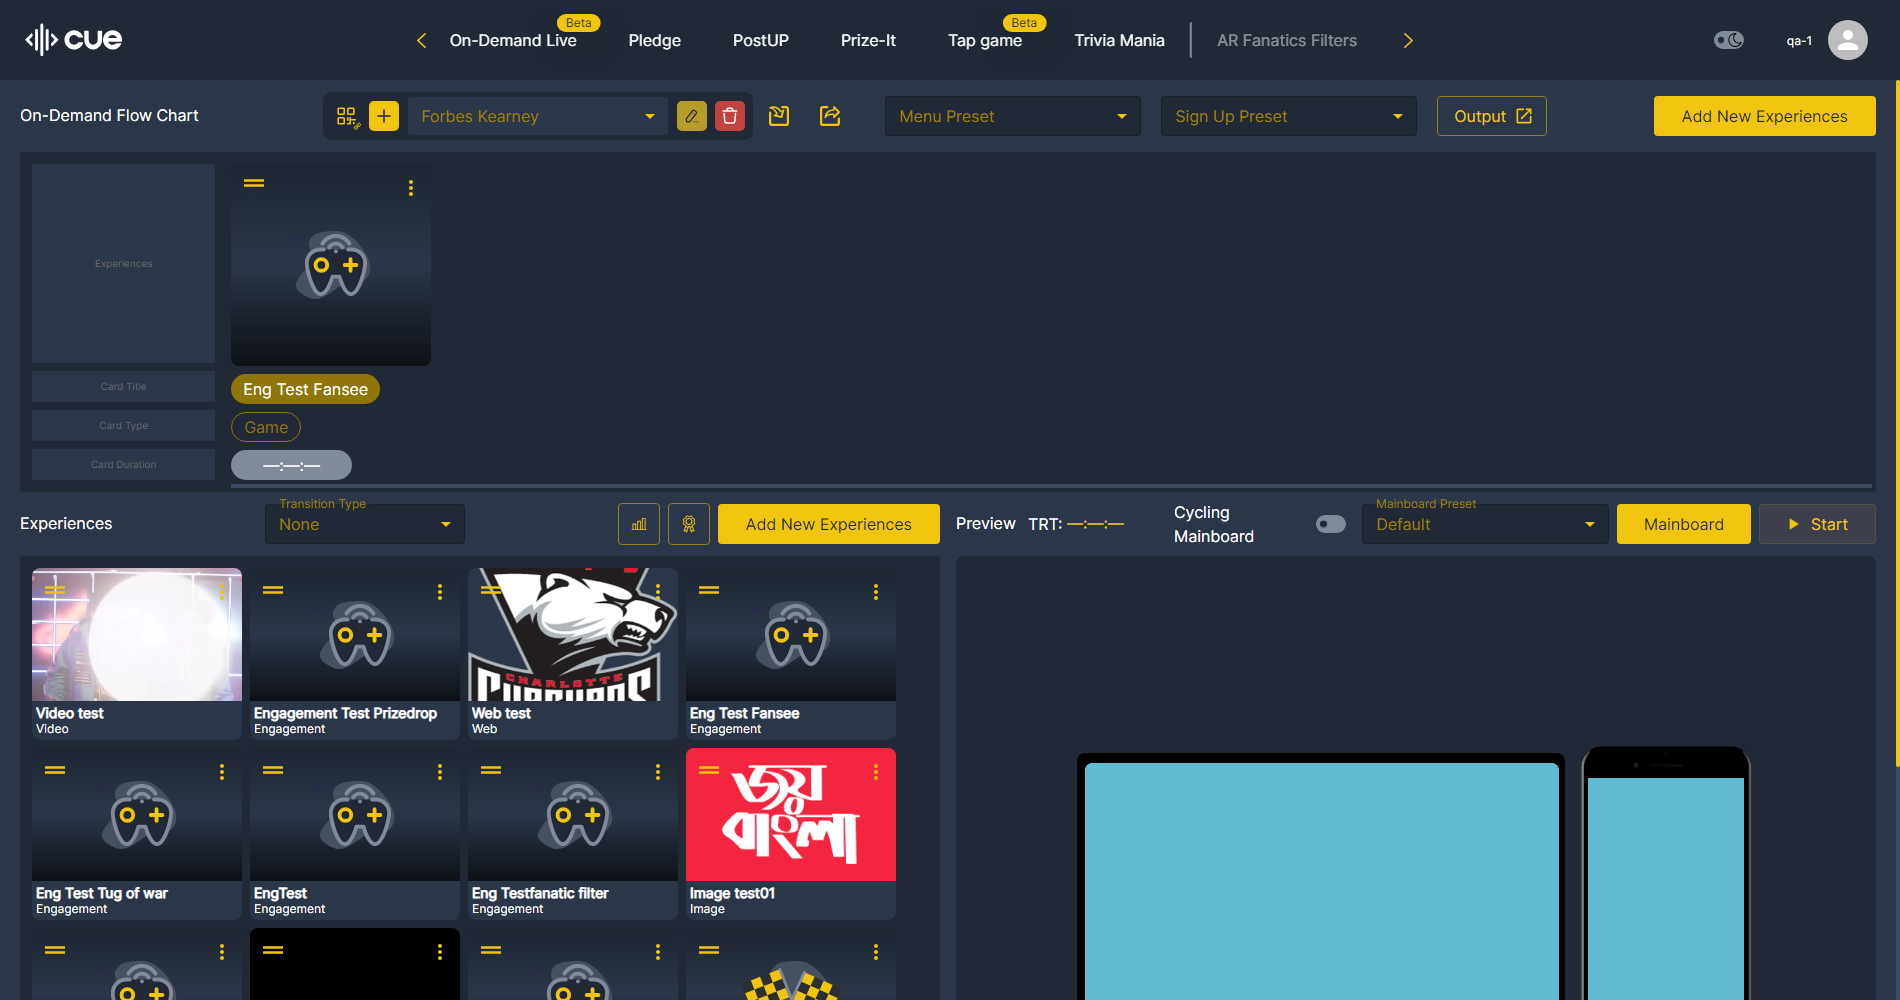 cue
On-Demand Live
Beta
Pledge
PostUP
Prize-It
Tap game
Beta
Trivia Mania
AR Fanatics Filters
qa-1
On-Demand Flow Chart
Forbes Kearney
Menu Preset
Sign Up Preset
Output
Add New Experiences
Experiences
Card Title
Card Type
Card Duration
Eng Test Fansee
Game
—:—:—
Experiences
Transition Type
None
Add New Experiences
Preview
TRT: —:—:—
Cycling
Mainboard
Mainboard Preset
Default
Mainboard
Start
Video test
Video
Engagement Test Prizedrop
Engagement
CHARLOTTE
Web test
Web
Eng Test Fansee
Engagement
Eng Test Tug of war
Engagement
EngTest
Engagement
Eng Testfanatic filter
Engagement
জয়
বাংলা
Image test01
Image